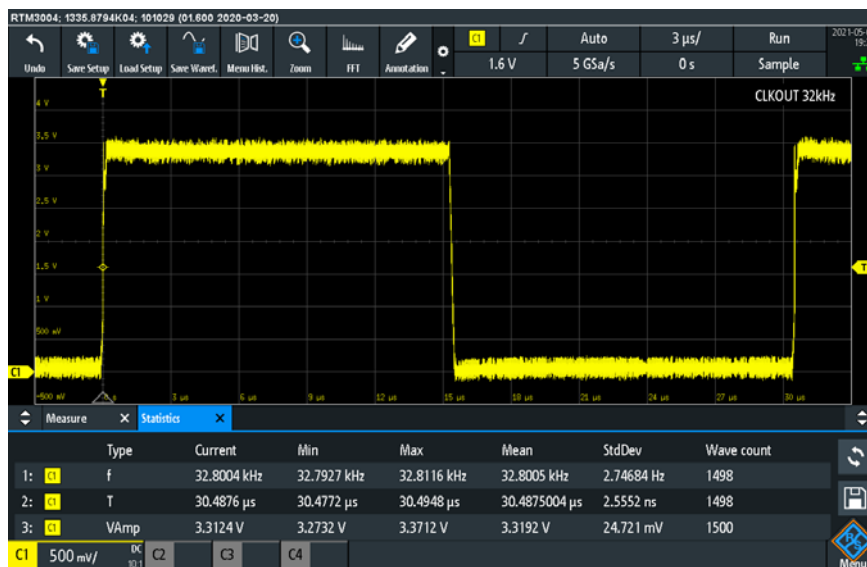 RTM3004; 1335.8794K04; 101029 (01.600 2020-03-20)
Undo Save Setup Load Setup Save Wavef. Menu Hist. Zoom FFT Annotation
C1 Auto 3 µs/ Run
1.6 V 5 GSa/s 0 s Sample
T
CLKOUT 32kHz
4 V
3.5 V
3 V
2.5 V
2 V
1.5 V
T
1 V
500 mV
C1
-500 mV 3 µs 6 µs 9 µs 12 µs 15 µs 18 µs 21 µs 24 µs 27 µs 30 µs
Measure X Statistics X
Type Current Min Max Mean StdDev Wave count
1: C1 f 32.8004 kHz 32.7927 kHz 32.8116 kHz 32.8005 kHz 2.74684 Hz 1498
2: C1 T 30.4876 µs 30.4772 µs 30.4948 µs 30.4875004 µs 2.5552 ns 1498
3: C1 VAmp 3.3124 V 3.2732 V 3.3712 V 3.3192 V 24.721 mV 1500
C1 500 mV/ DC 10:1 C2 C3 C4 Menu